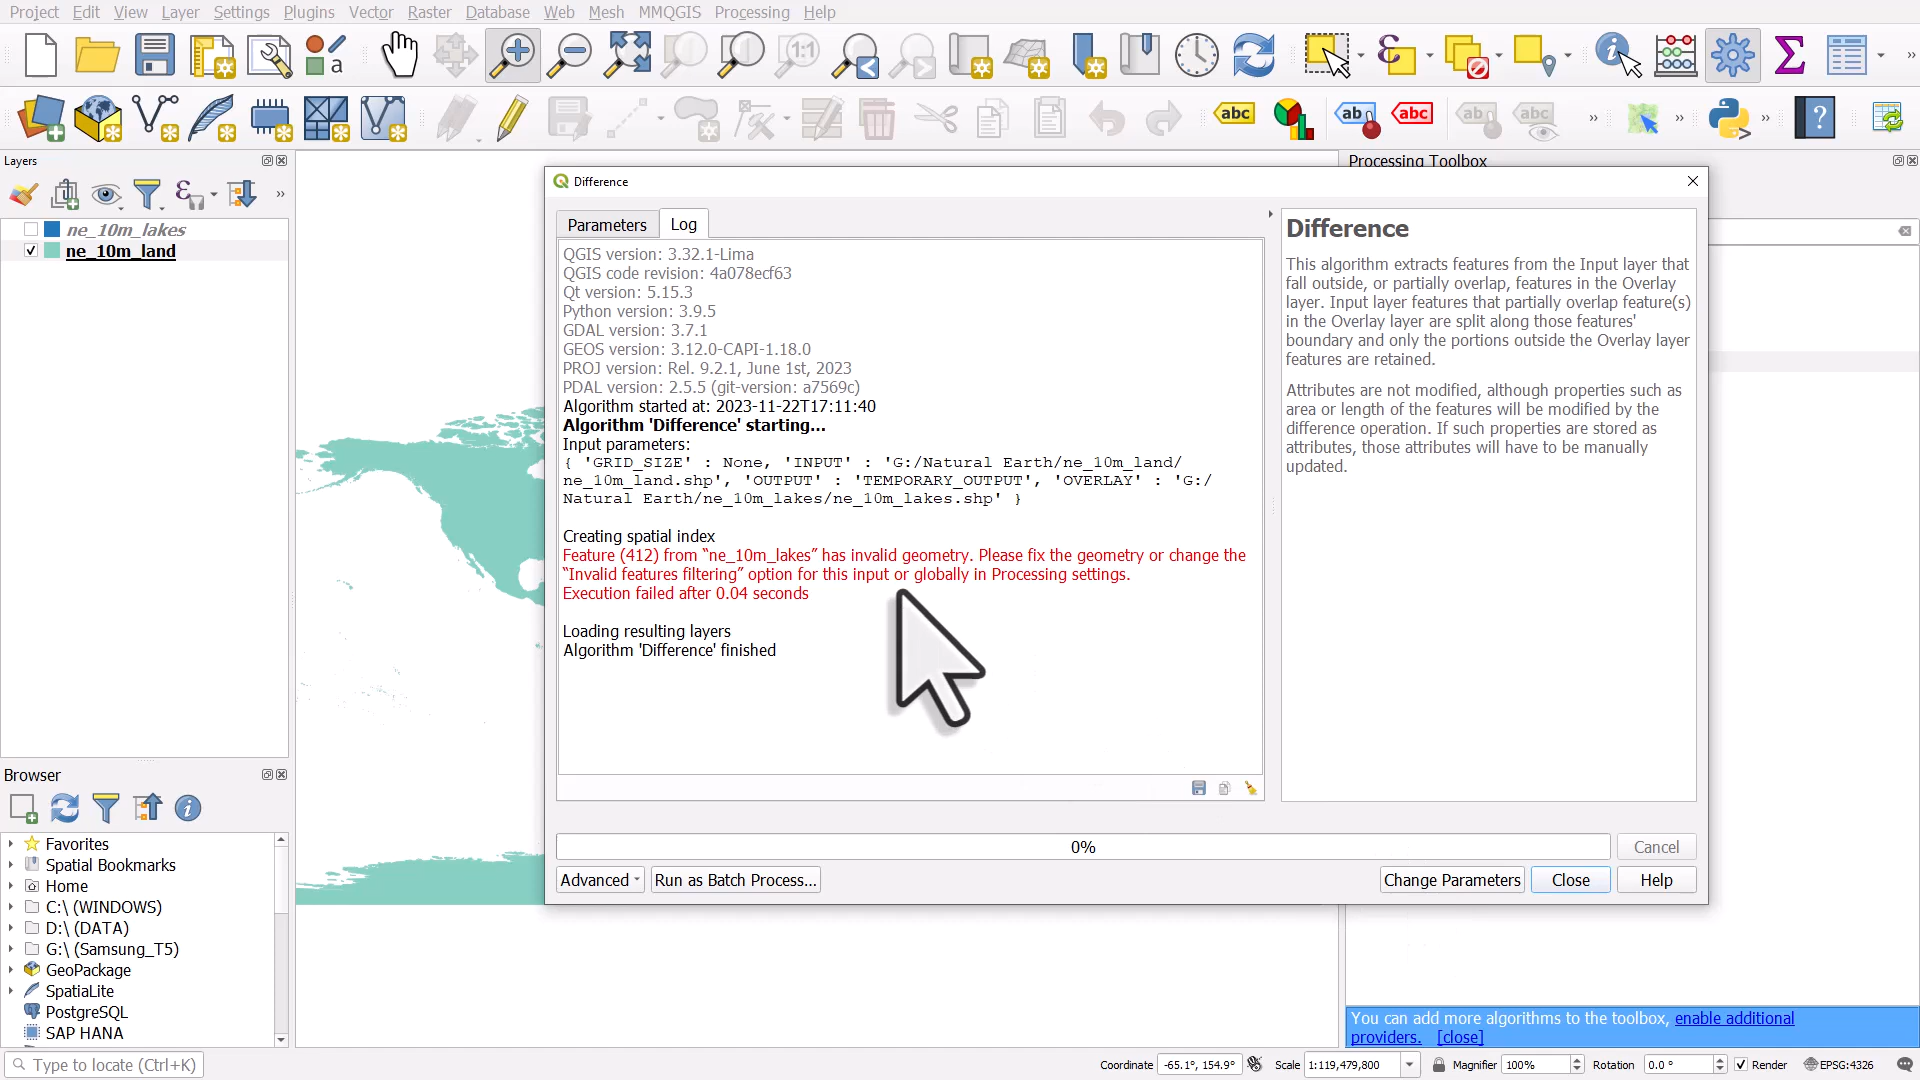 Project Edit View Layer Settings Plugins Vector Raster Database Web Mesh MMQGIS Processing Help
a
1:1
abc
ab
abc
ab
abc
Layers
Processing Toolbox
ne_10m_lakes
ne_10m_land
Difference
Parameters Log
QGIS version: 3.32.1-Lima
QGIS code revision: 4a078ecf63
Qt version: 5.15.3
Python version: 3.9.5
GDAL version: 3.7.1
GEOS version: 3.12.0-CAPI-1.18.0
PROJ version: Rel. 9.2.1, June 1st, 2023
PDAL version: 2.5.5 (git-version: a7569c)
Algorithm started at: 2023-11-22T17:11:40
Algorithm 'Difference' starting…
Input parameters:
{ 'GRID_SIZE' : None, 'INPUT' : 'G:/Natural Earth/ne_10m_land/
ne_10m_land.shp', 'OUTPUT' : 'TEMPORARY_OUTPUT', 'OVERLAY' : 'G:/
Natural Earth/ne_10m_lakes/ne_10m_lakes.shp' }
Creating spatial index
Feature (412) from “ne_10m_lakes” has invalid geometry. Please fix the geometry or change the
“Invalid features filtering” option for this input or globally in Processing settings.
Execution failed after 0.04 seconds
Loading resulting layers
Algorithm 'Difference' finished
Difference
This algorithm extracts features from the Input layer that
fall outside, or partially overlap, features in the Overlay
layer. Input layer features that partially overlap feature(s)
in the Overlay layer are split along those features'
boundary and only the portions outside the Overlay layer
features are retained.
Attributes are not modified, although properties such as
area or length of the features will be modified by the
difference operation. If such properties are stored as
attributes, those attributes will have to be manually
updated.
0%
Cancel
Advanced Run as Batch Process… Change Parameters Close Help
Browser
Favorites
Spatial Bookmarks
Home
C:\ (WINDOWS)
D:\ (DATA)
G:\ (Samsung_T5)
GeoPackage
SpatiaLite
PostgreSQL
SAP HANA
You can add more algorithms to the toolbox, enable additional
providers. [close]
Type to locate (Ctrl+K) Coordinate -65.1°, 154.9° Scale 1:119,479,800 Magnifier 100% Rotation 0.0 ° Render EPSG:4326